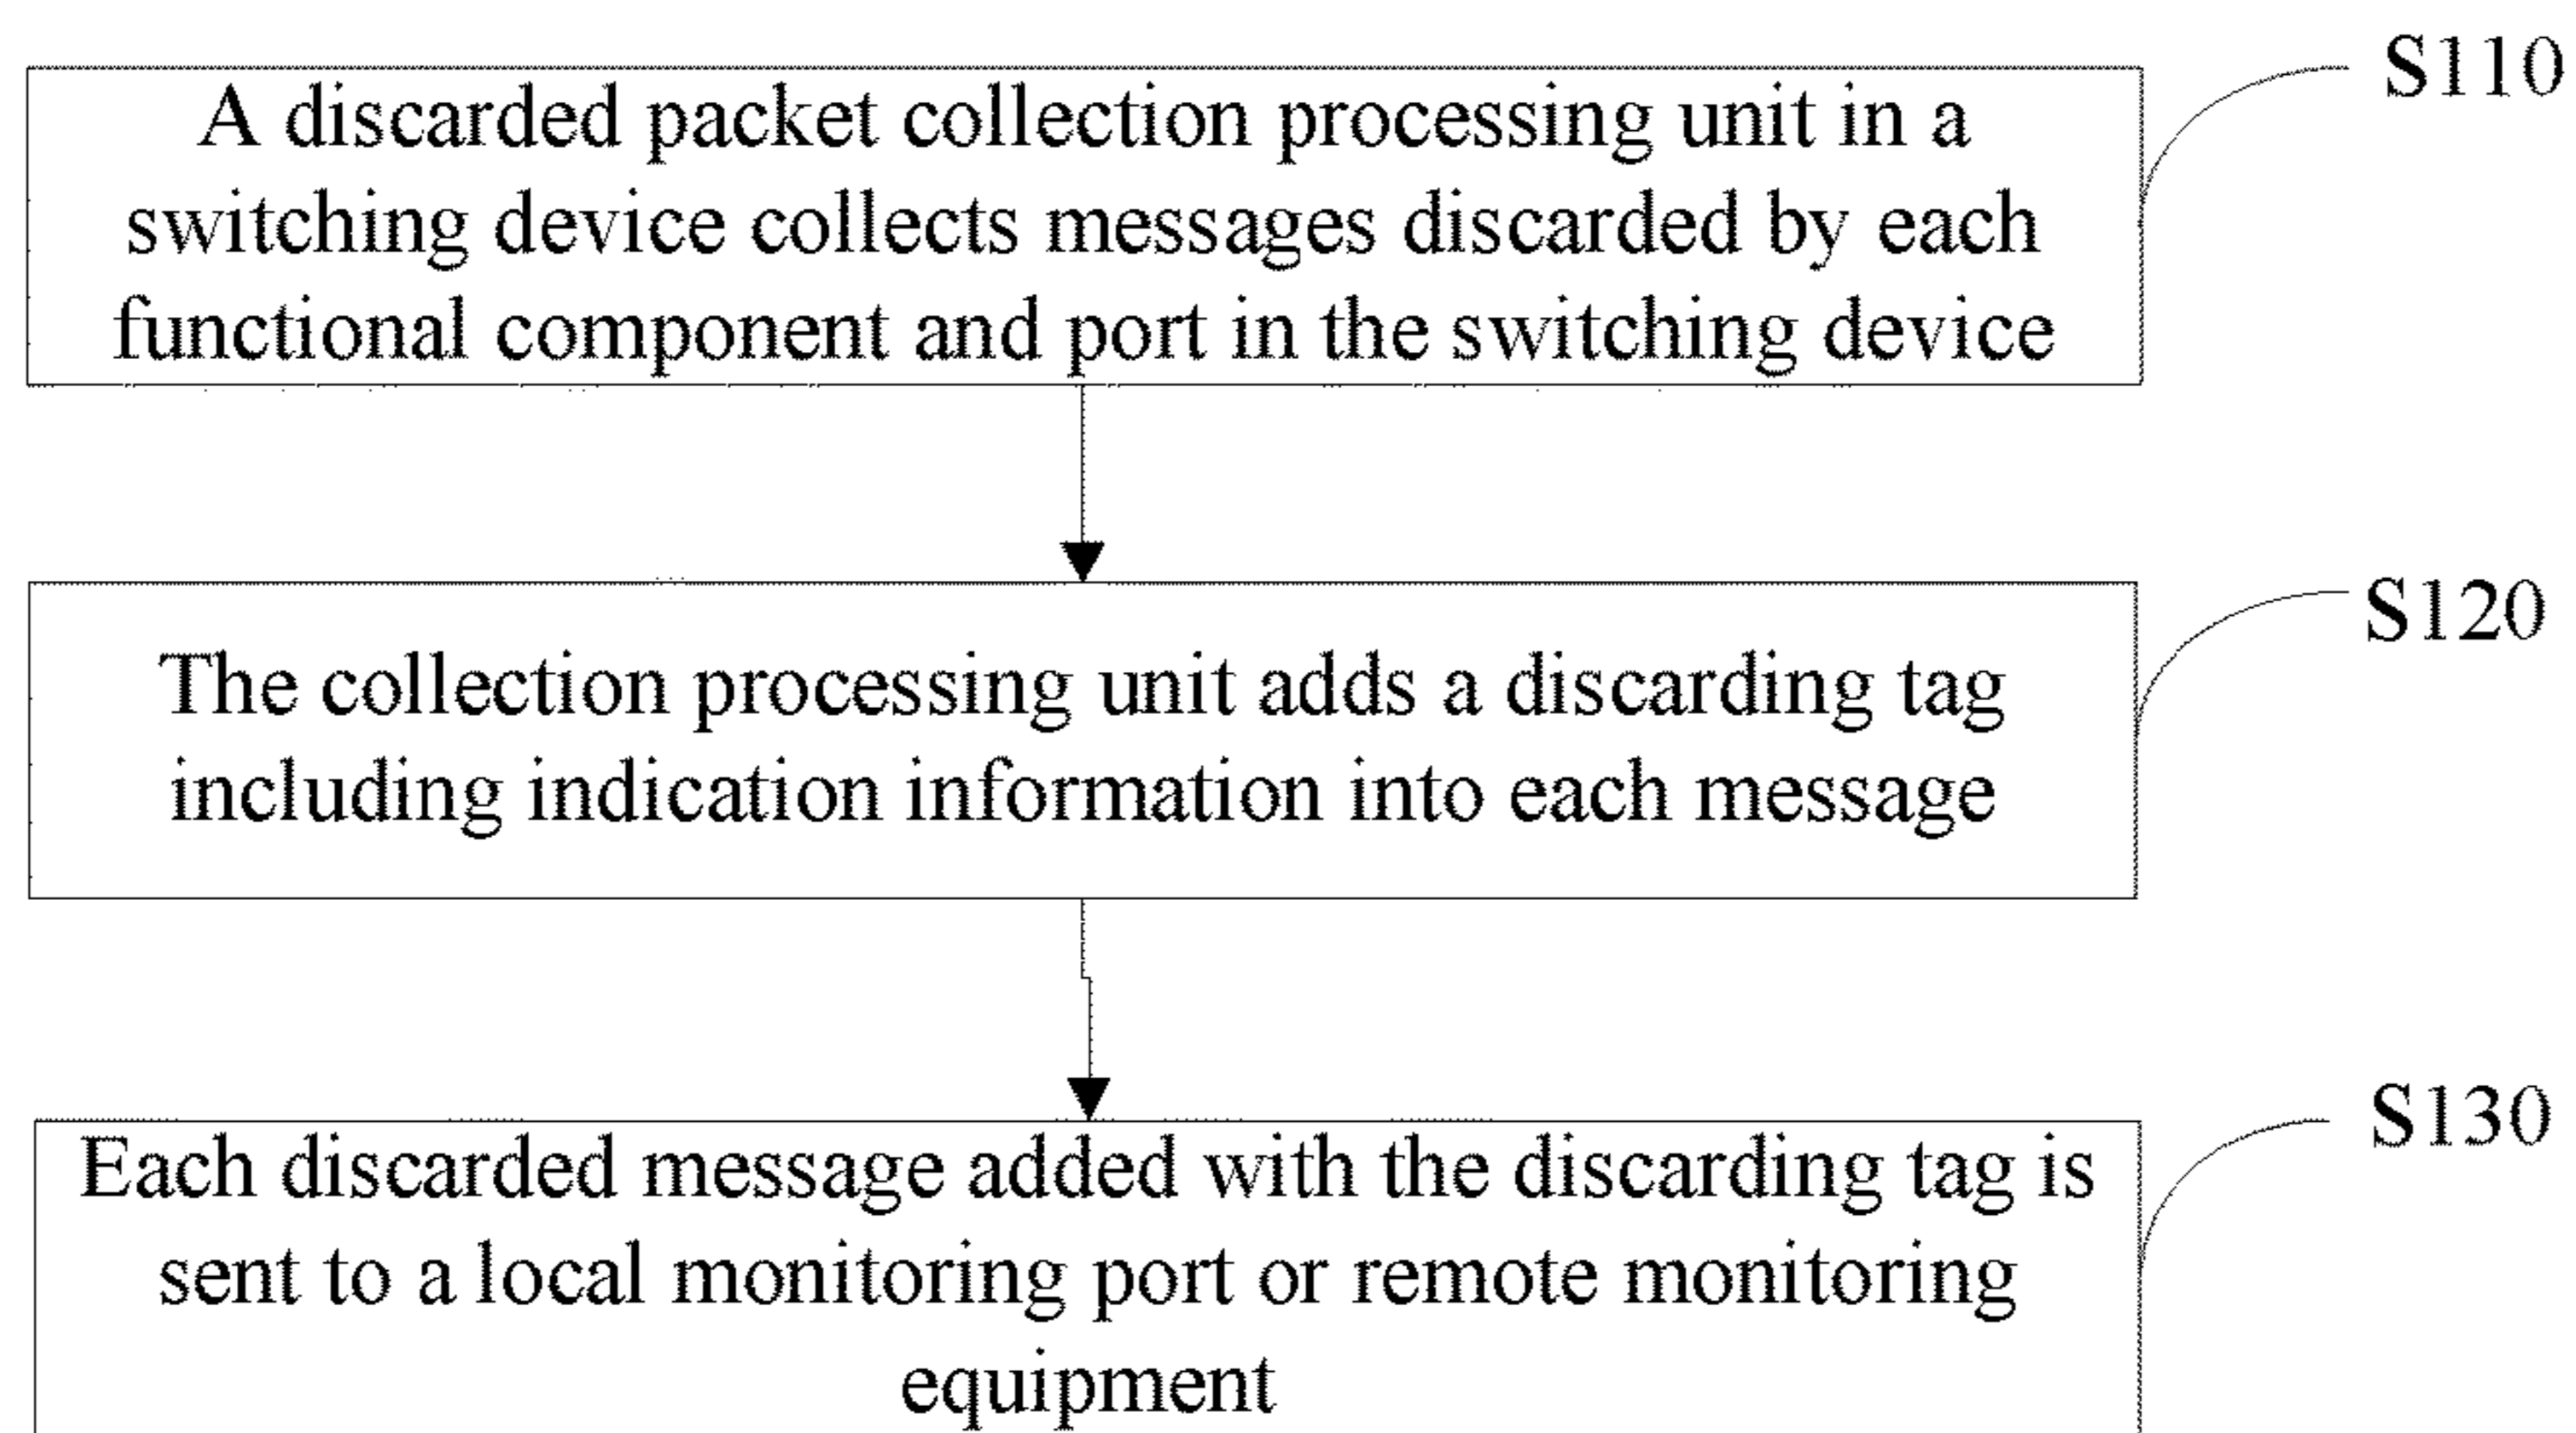 S110
A discarded packet collection processing unit in a
switching device collects messages discarded by each
functional component and port in the switching device
S120
The collection processing unit adds a discarding tag
including indication information into each message
S130
Each discarded message added with the discarding tag is
sent to a local monitoring port or remote monitoring
equipment